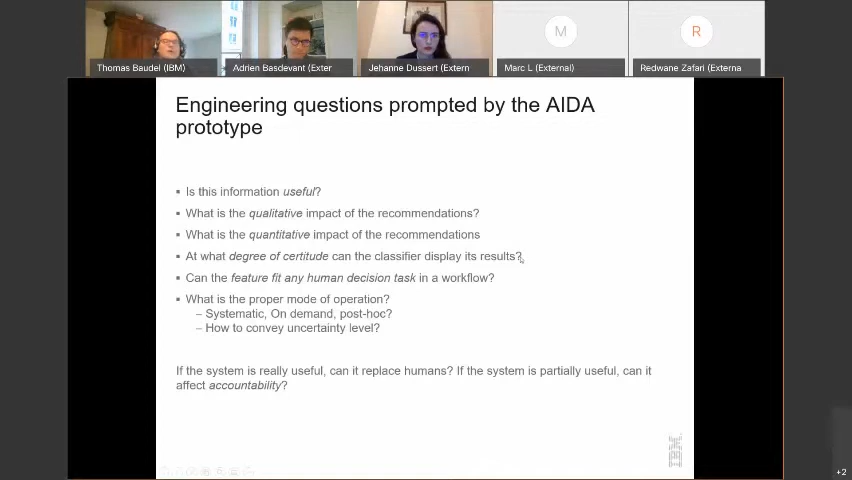 Thomas Baudel (IBM)
Adrien Basdevant (Exter
Jehanne Dussert (Extern
M
Marc L (External)
R
Redwane Zafari (Externa
Engineering questions prompted by the AIDA
prototype
▪ Is this information useful?
▪ What is the qualitative impact of the recommendations?
▪ What is the quantitative impact of the recommendations
▪ At what degree of certitude can the classifier display its results?
▪ Can the feature fit any human decision task in a workflow?
▪ What is the proper mode of operation?
– Systematic, On demand, post-hoc?
– How to convey uncertainty level?
If the system is really useful, can it replace humans? If the system is partially useful, can it
affect accountability?
IBM
+2